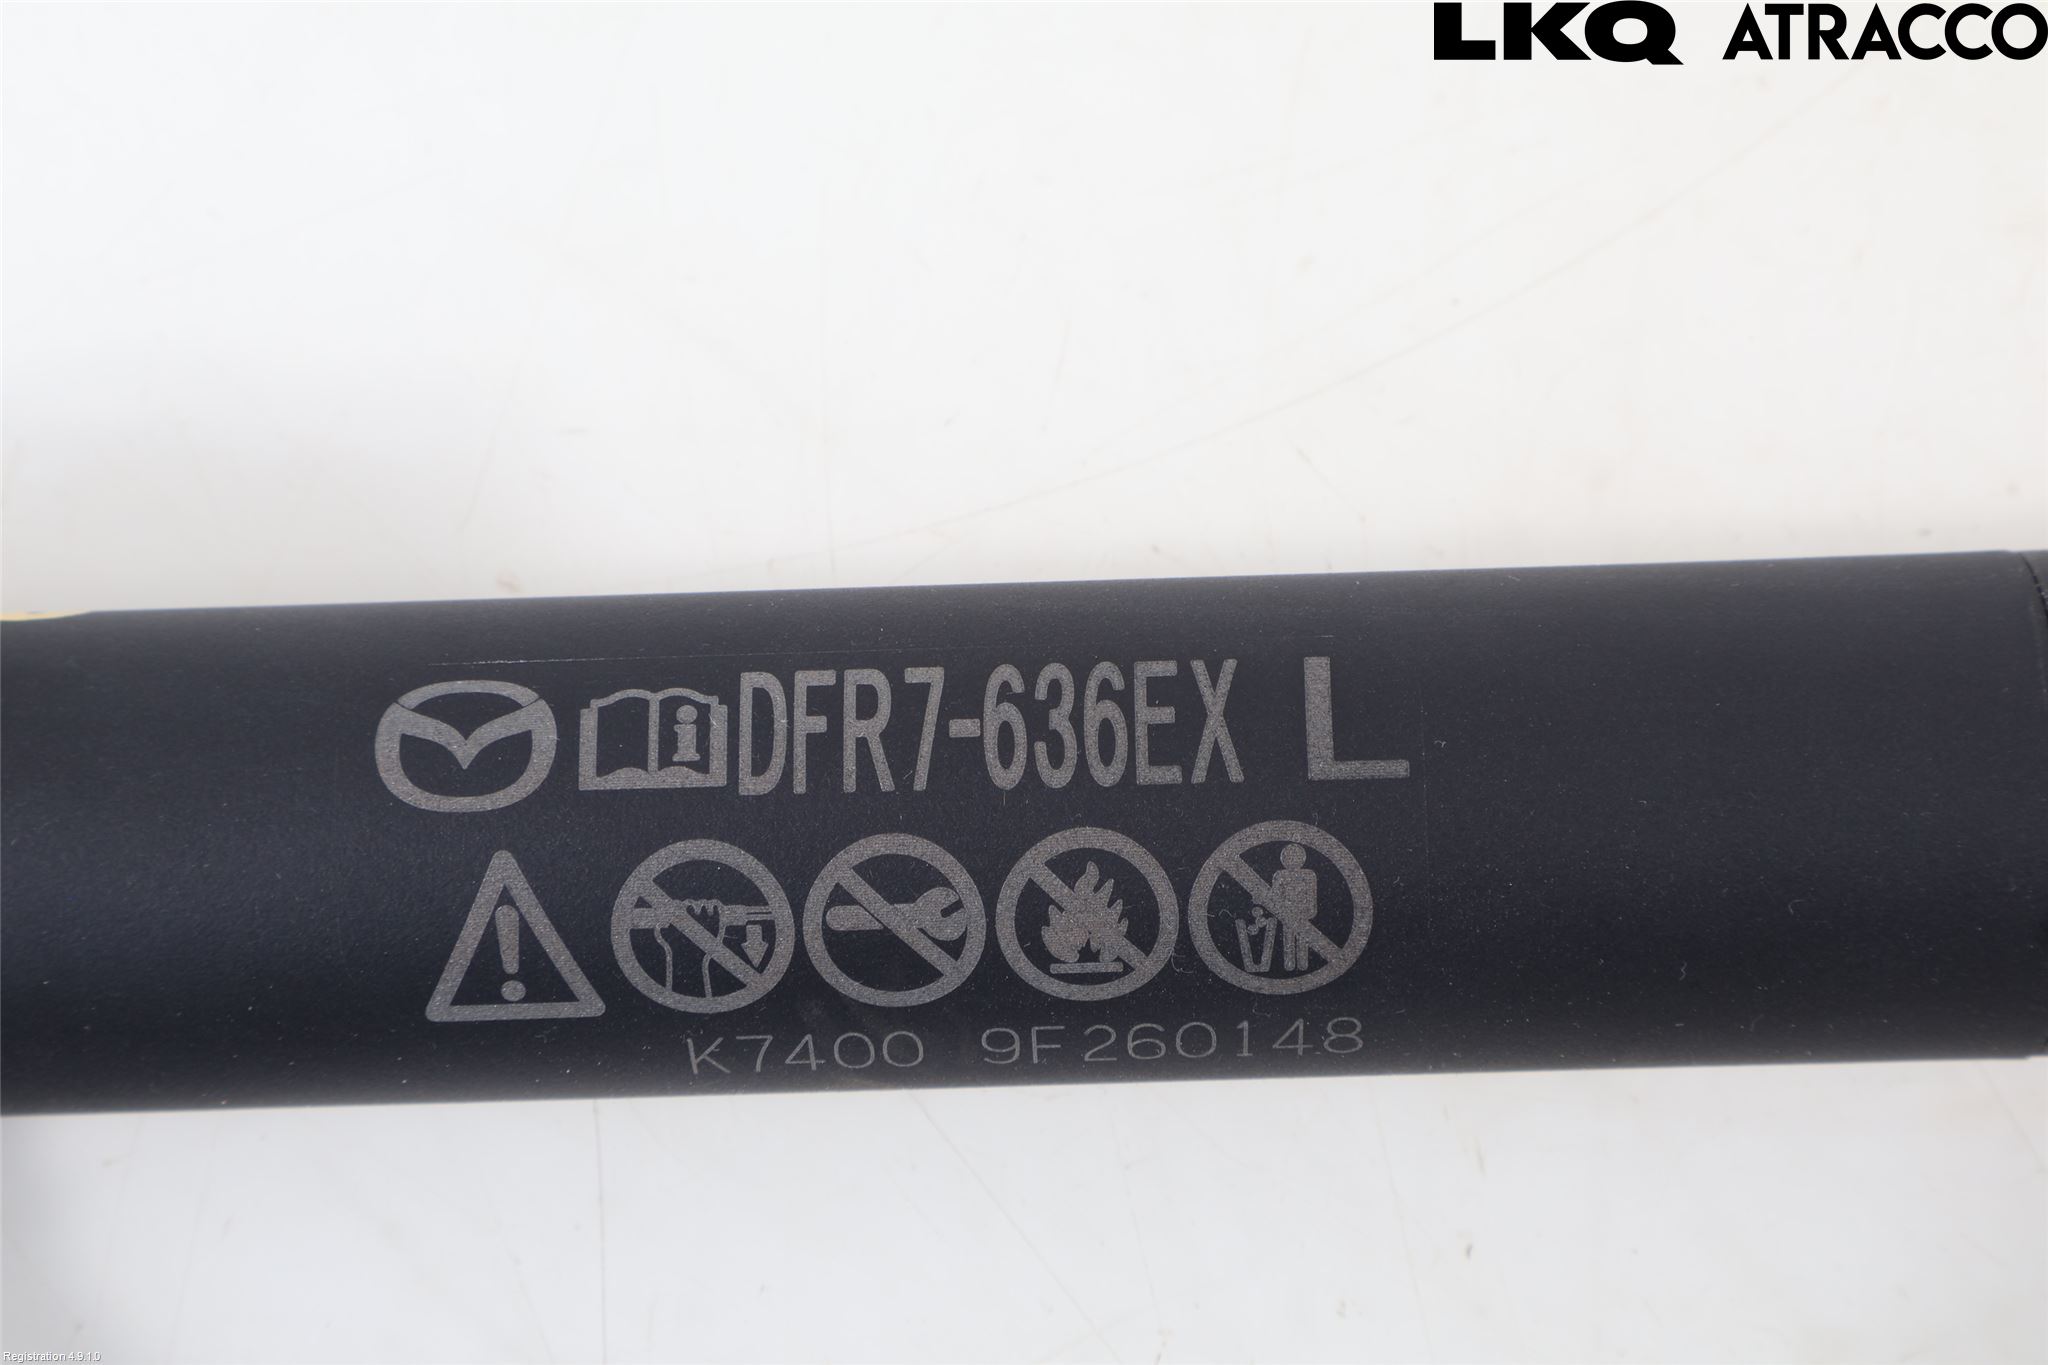 LKQ ATRACCO
DFR7-636EX L
K7400 9F260148
Registration 4.9.1.0